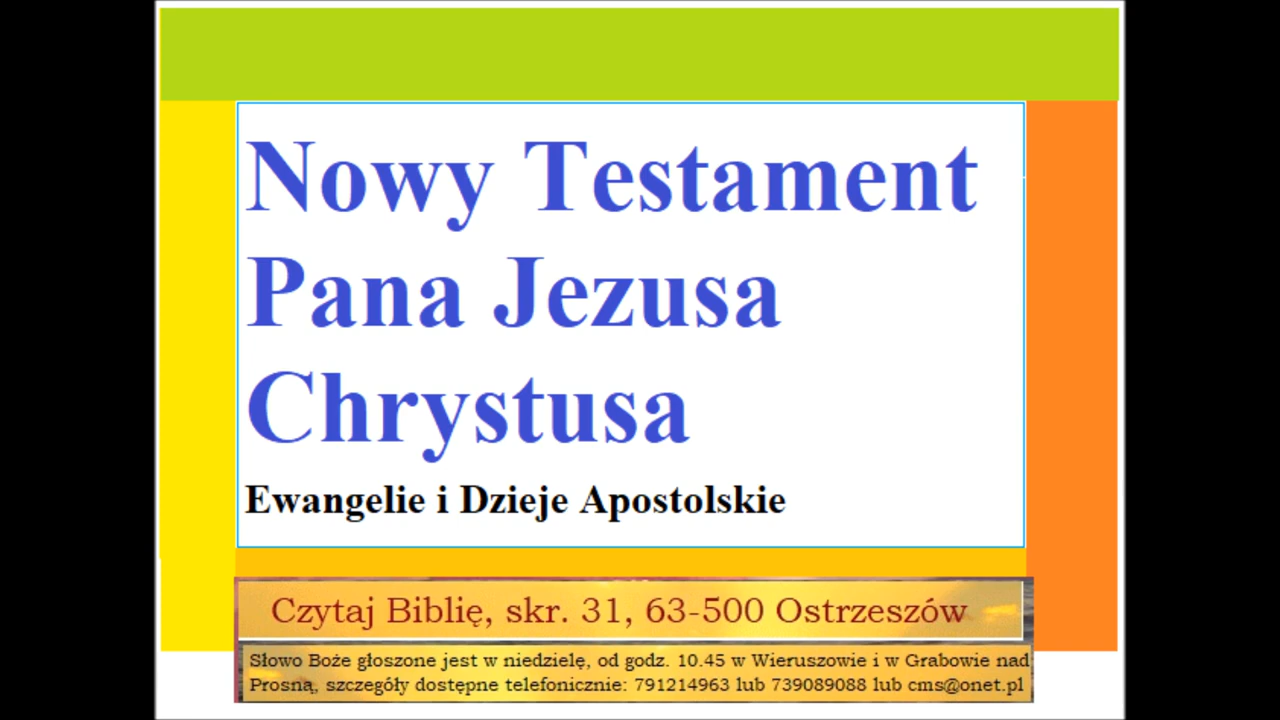 Nowy Testament
Pana Jezusa
Chrystusa
Ewangelie i Dzieje Apostolskie
Czytaj Biblię, skr. 31, 63-500 Ostrzeszów
Słowo Boże głoszone jest w niedzielę, od godz. 10.45 w Wieruszowie i w Grabowie nad
Prosną, szczegóły dostępne telefonicznie: 791214963 lub 739089088 lub cms@onet.pl